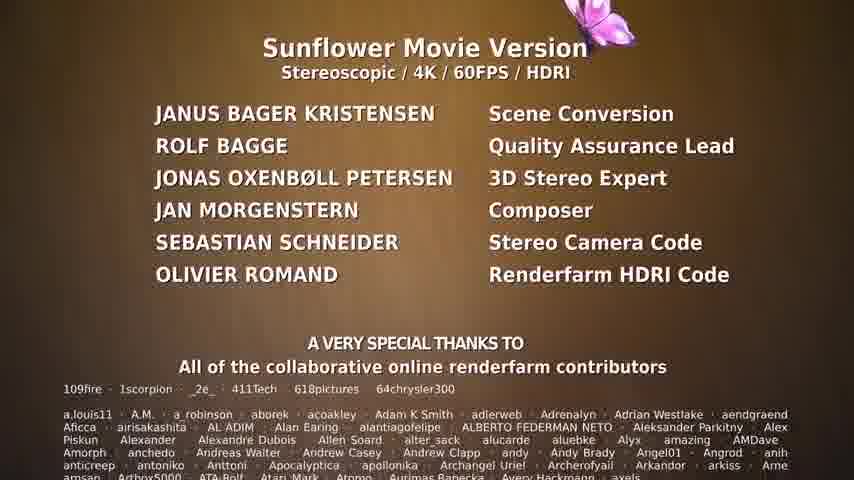 Sunflower Movie Version
Stereoscopic / 4K / 60FPS / HDRI
JANUS BAGER KRISTENSEN Scene Conversion
ROLF BAGGE Quality Assurance Lead
JONAS OXENBØLL PETERSEN 3D Stereo Expert
JAN MORGENSTERN Composer
SEBASTIAN SCHNEIDER Stereo Camera Code
OLIVIER ROMAND Renderfarm HDRI Code
A VERY SPECIAL THANKS TO
All of the collaborative online renderfarm contributors
109fire · 1scorpion · _2e_ · 411Tech · 618pictures 64chrysler300
a.louis11 · A.M. · a_robinson · aborek · acoakley · Adam K Smith · adlerweb · Adrenalyn · Adrian Westlake · aendgraend
Aficca · airisakashita · AL ADIM · Alan Earing · alantiagofelipe · ALBERTO FEDERMAN NETO · Aleksander Parkitny · Alex
Piskun Alexander Alexandre Dubois Allen Soard · alter_sack alucarde aluebke Alyx · amazing AMDave
Amorph · anchedo · Andreas Walter · Andrew Casey · Andrew Clapp · andy · Andy Brady · Angel01 · Angrod · anih
anticreep · antoniko · Anttoni · Apocalyptica · apollonika · Archangel Uriel · Archerofyail · Arkandor · arkiss · Arne
amsan Arthox5000 ATA-Rolf Atari Mark Atomo Aurimas Bapecka Avery Hackmann axels